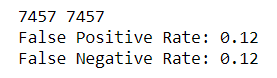 7457 7457
False Positive Rate: 0.12
False Negative Rate: 0.12